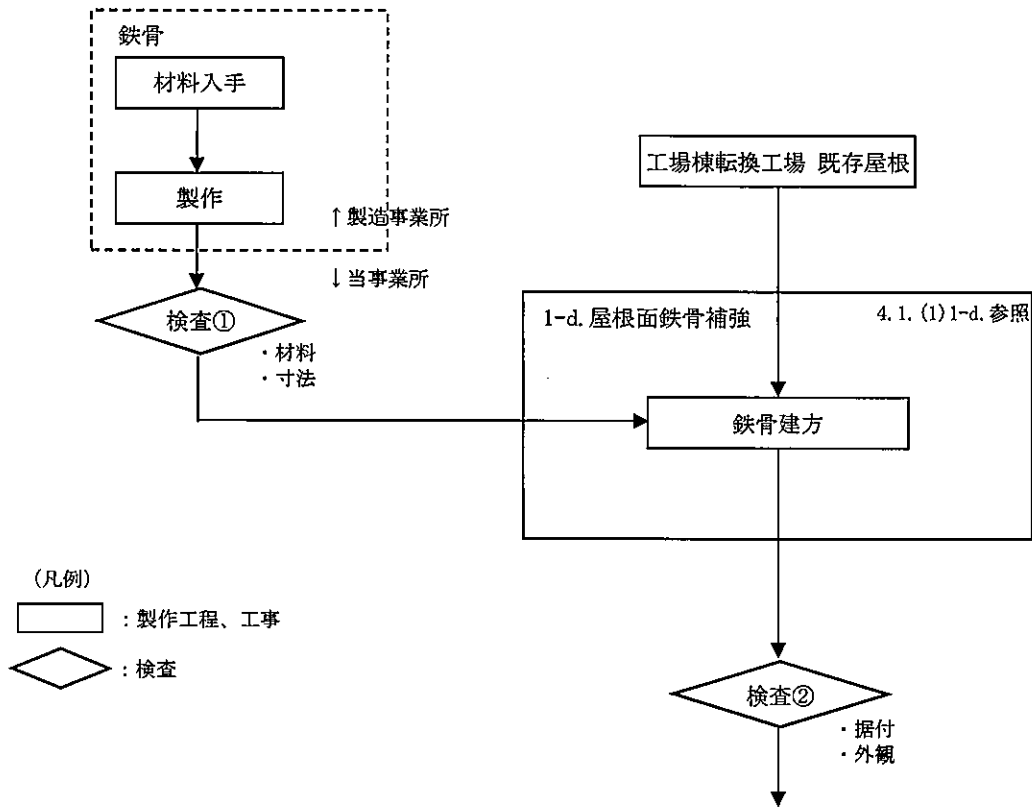 鉄骨
材料入手
製作
↑製造事業所
↓当事業所
検査①
・材料
・寸法
工場棟転換工場 既存屋根
1-d.屋根面鉄骨補強
4.1.(1)1-d.参照
鉄骨建方
(凡例)
：製作工程、工事
：検査
検査②
・据付
・外観